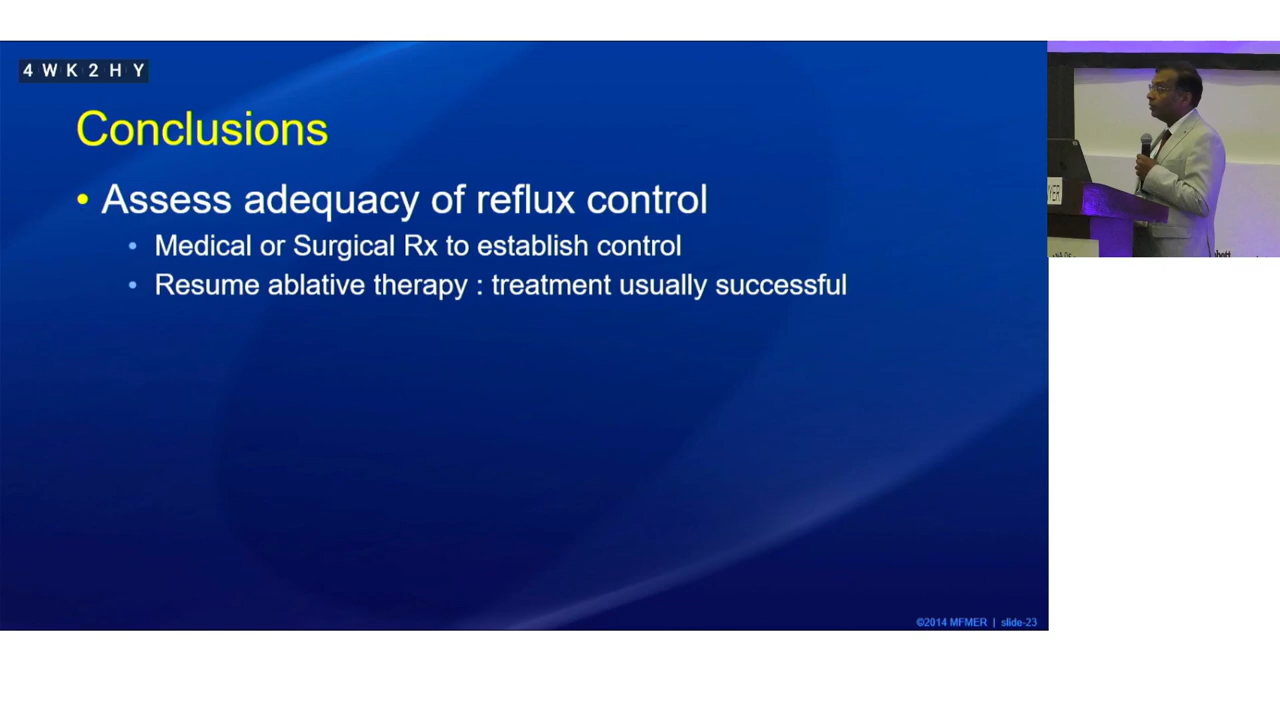 4WK2HY
Conclusions
• Assess adequacy of reflux control
• Medical or Surgical Rx to establish control
• Resume ablative therapy : treatment usually successful
©2014 MFMER | slide-23